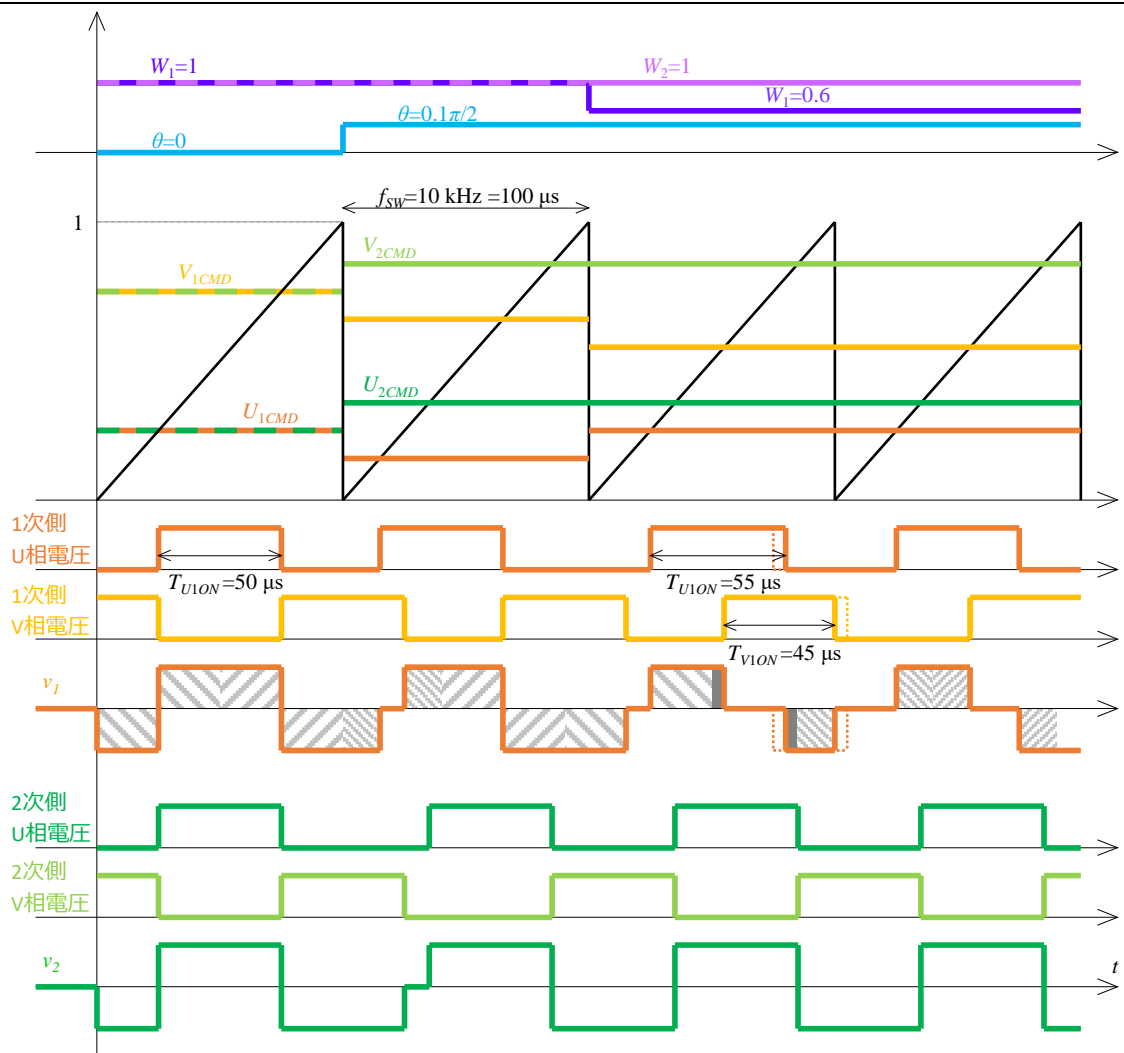 W1=1
W2=1
W1=0.6
θ=0.1π/2
θ=0
fSW=10 kHz =100 μs
1
V2CMD
V1CMD
U2CMD
U1CMD
1次側
U相電圧
TU1ON=50 μs
TU1ON=55 μs
1次側
V相電圧
TV1ON=45 μs
v1
2次側
U相電圧
2次側
V相電圧
v2
t